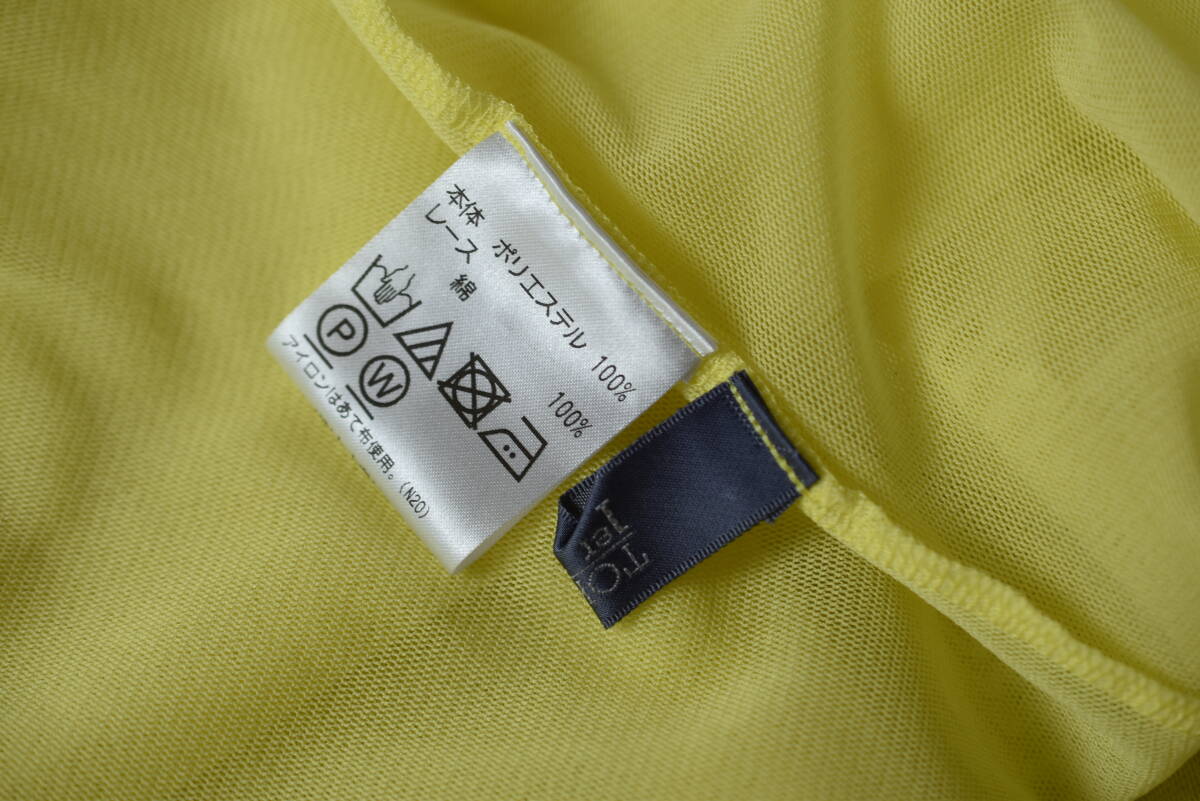 本体 ポリエステル 100%
レース 綿 100%
P W
アイロンはあて布使用。(N20)